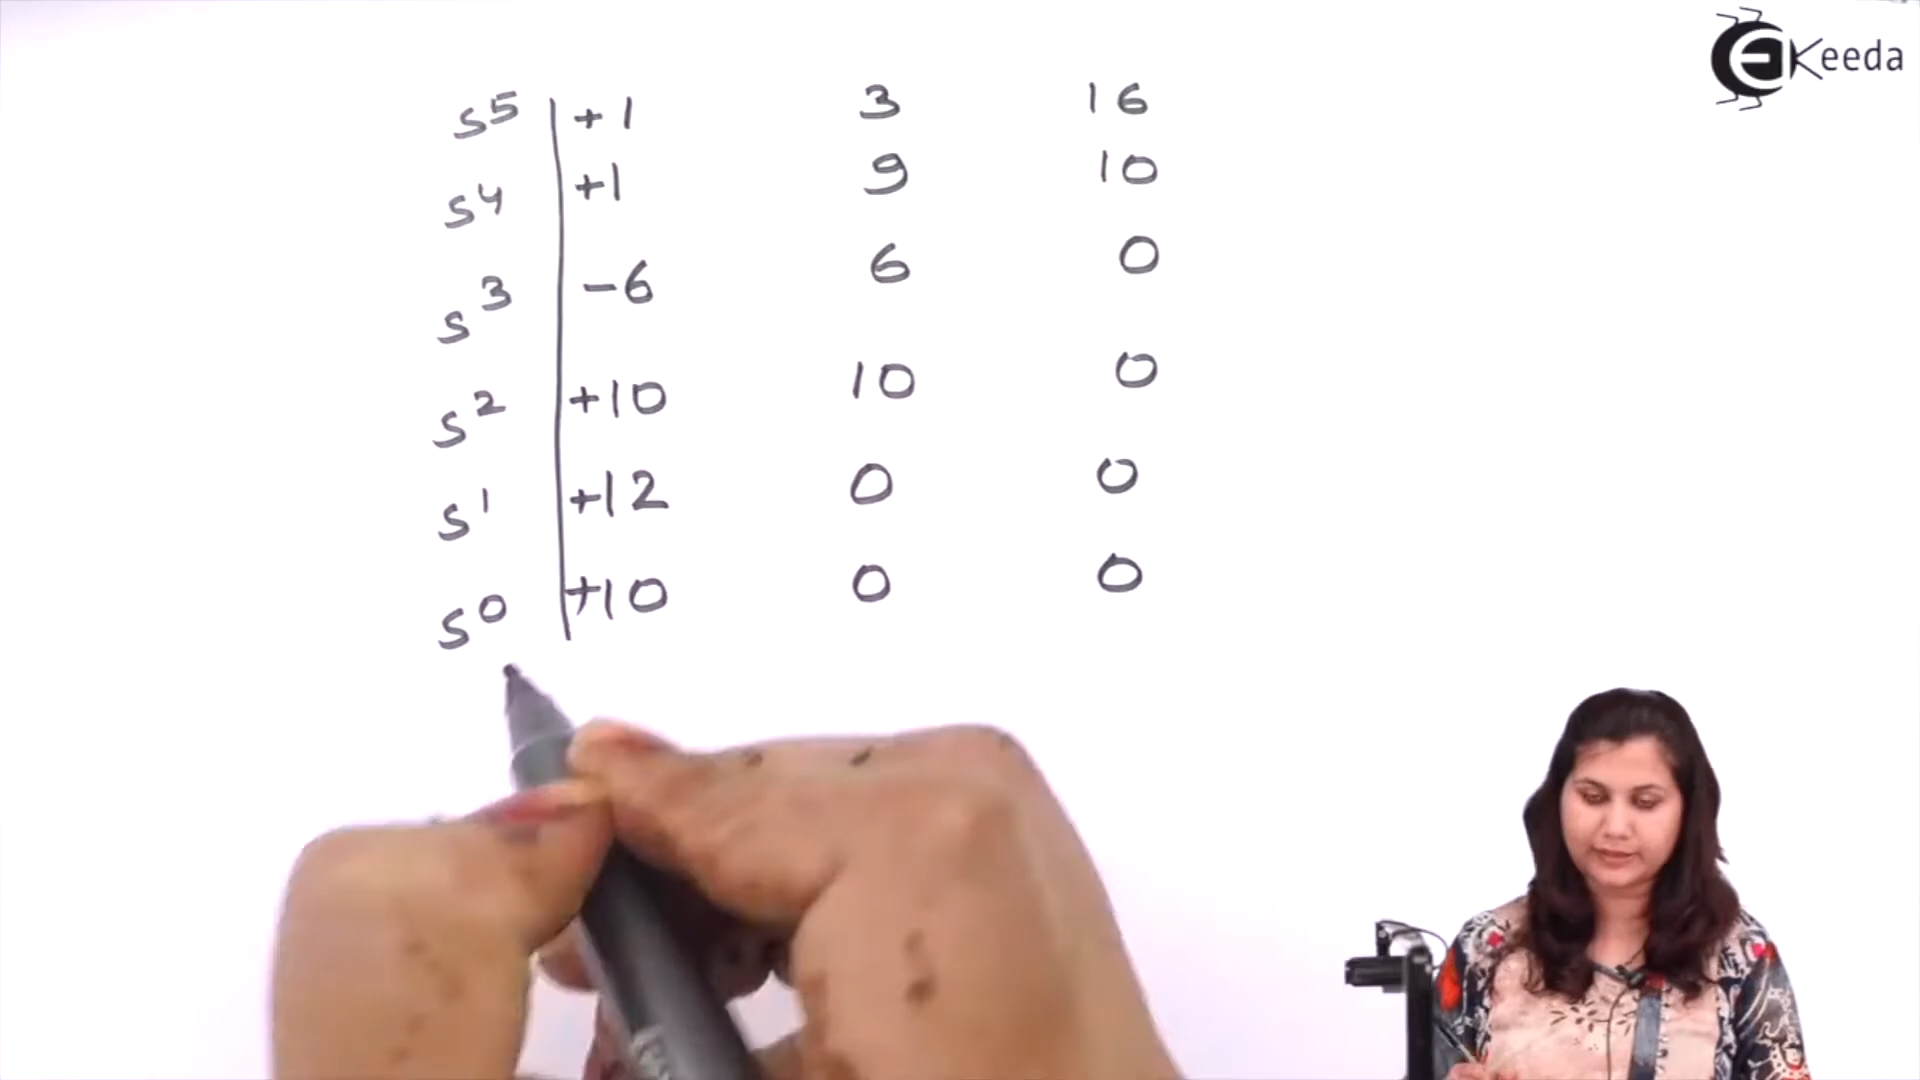 EKeeda
s⁵ +1 3 16
s⁴ +1 9 10
s³ -6 6 0
s² +10 10 0
s¹ +12 0 0
s⁰ +10 0 0